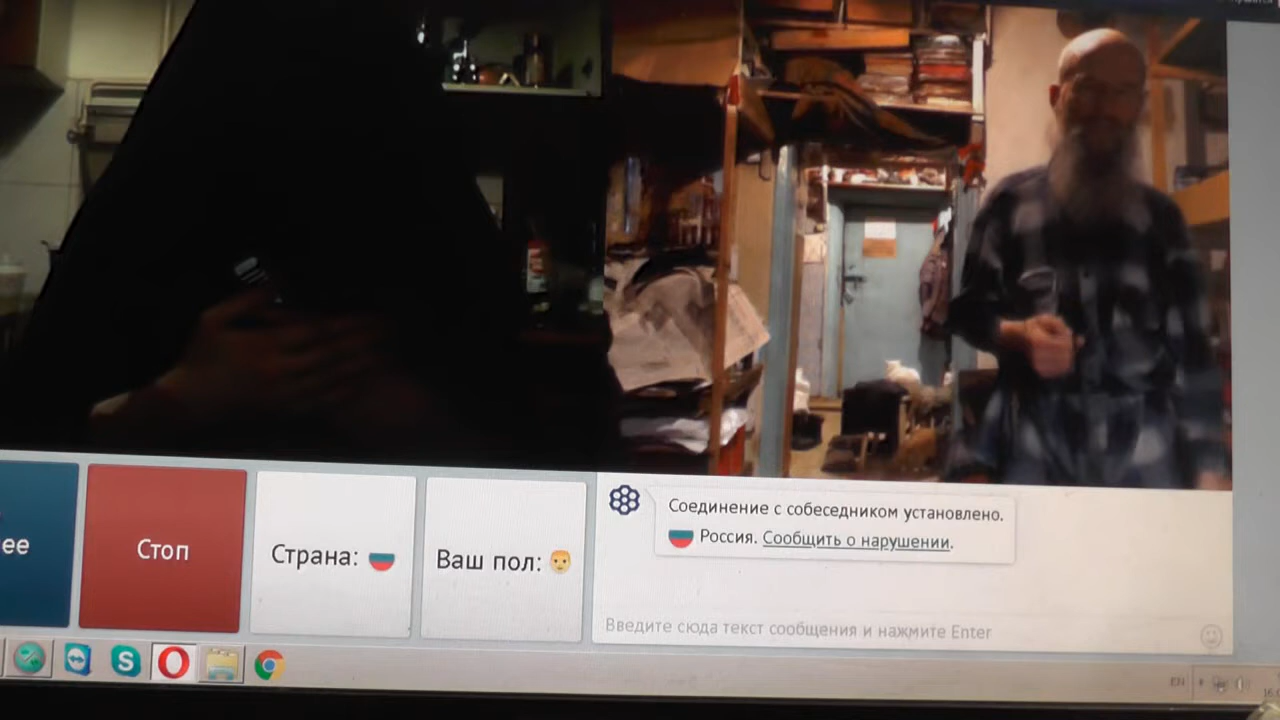 ее
Стоп
Страна:
Ваш пол:
Соединение с собеседником установлено.
Россия. Сообщить о нарушении.
Введите сюда текст сообщения и нажмите Enter
EN